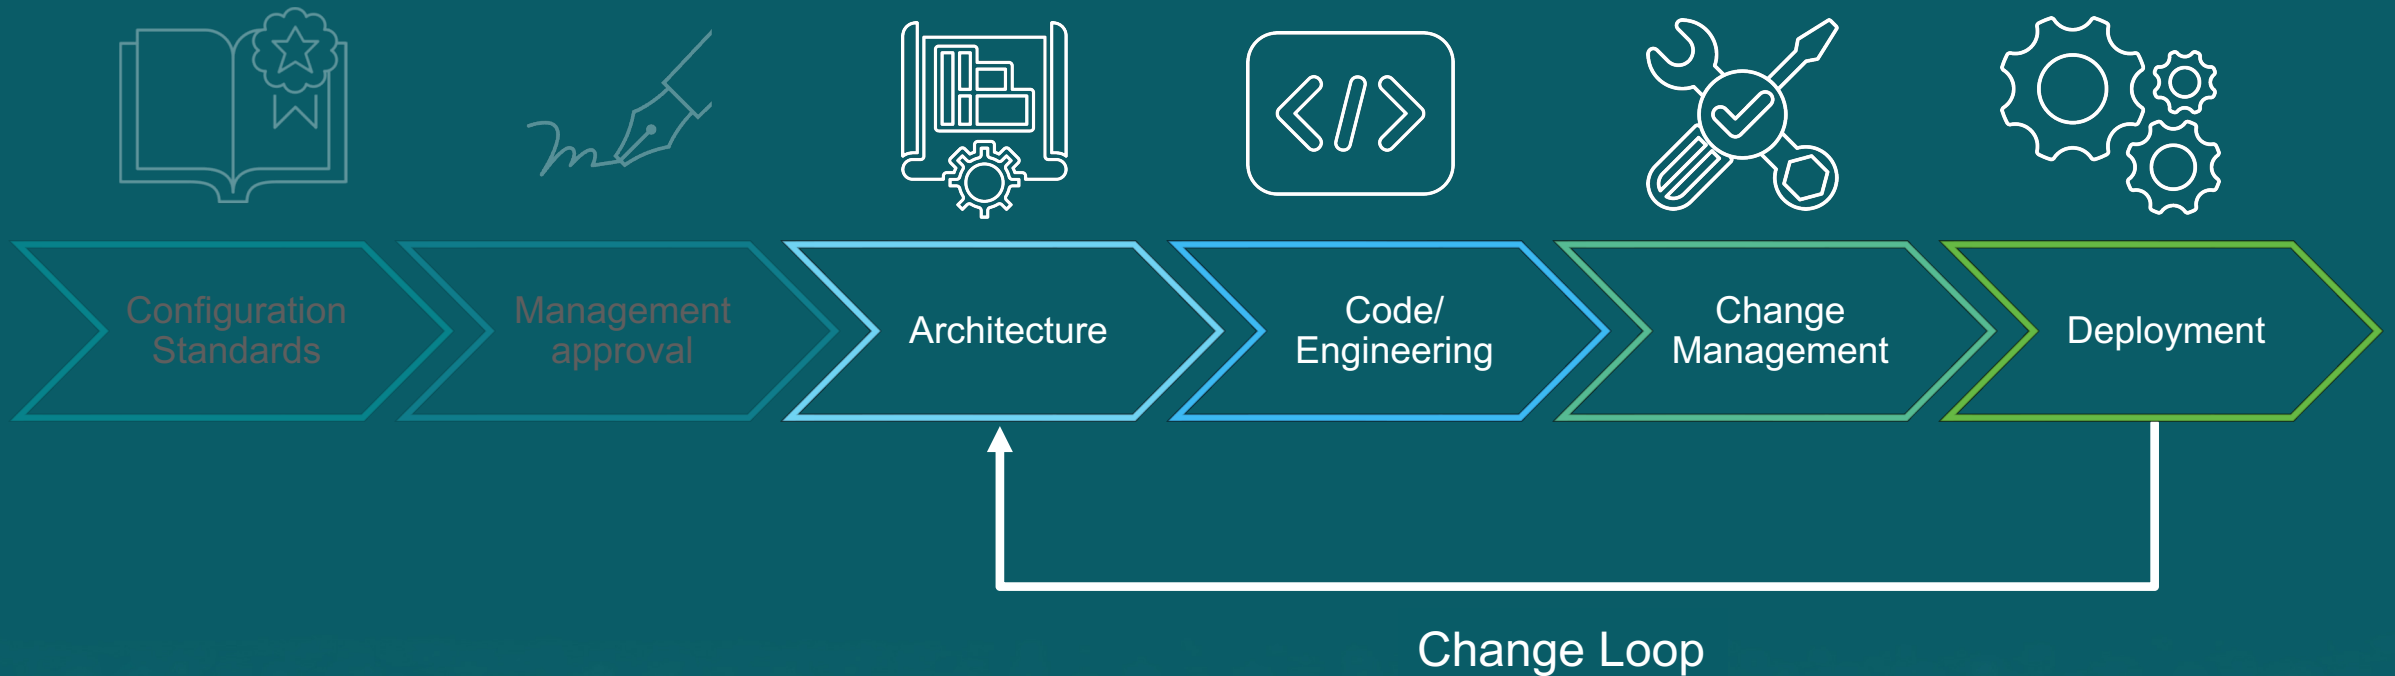 Configuration
Standards
Management
approval
Architecture
Code/
Engineering
Change
Management
Deployment
Change Loop